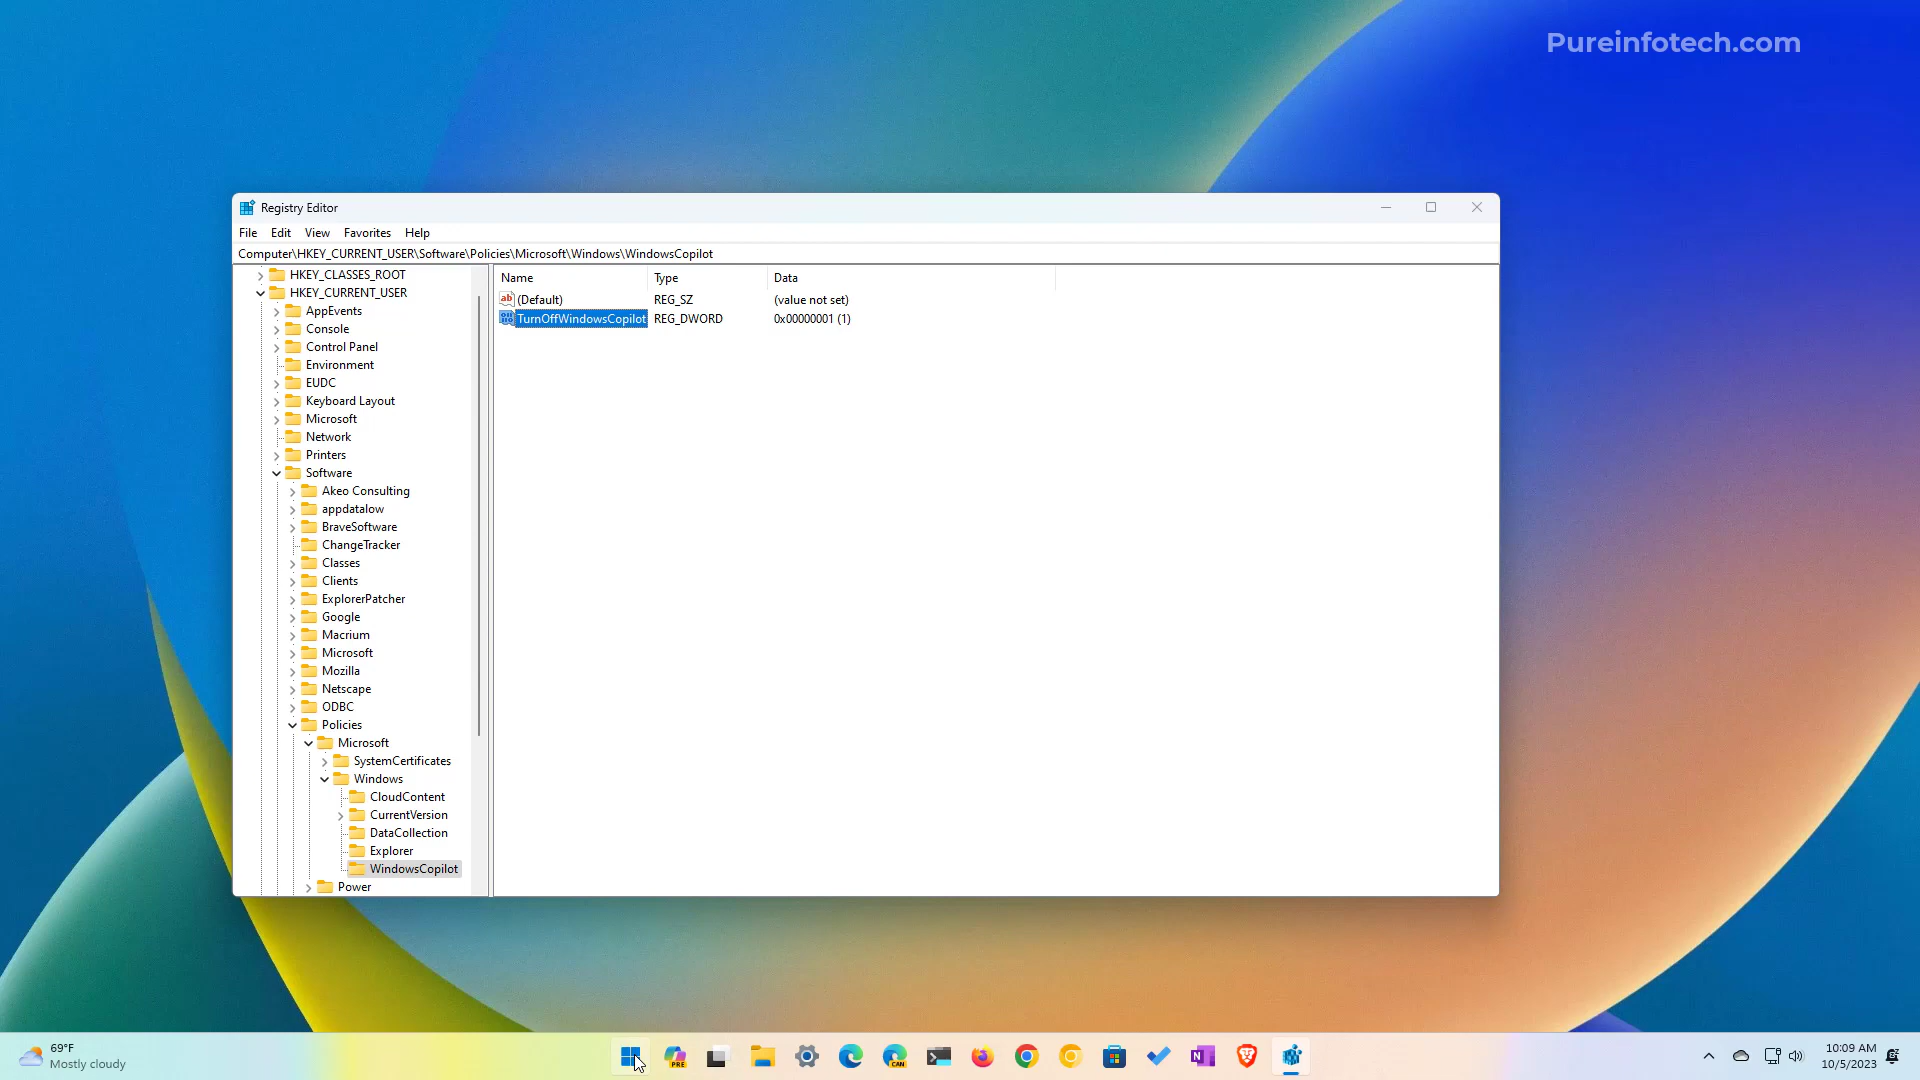 Pureinfotech.com
Registry Editor
File Edit View Favorites Help
Computer\HKEY_CURRENT_USER\Software\Policies\Microsoft\Windows\WindowsCopilot
HKEY_CLASSES_ROOT
HKEY_CURRENT_USER
AppEvents
Console
Control Panel
Environment
EUDC
Keyboard Layout
Microsoft
Network
Printers
Software
Akeo Consulting
appdatalow
BraveSoftware
ChangeTracker
Classes
Clients
ExplorerPatcher
Google
Macrium
Microsoft
Mozilla
Netscape
ODBC
Policies
Microsoft
SystemCertificates
Windows
CloudContent
CurrentVersion
DataCollection
Explorer
WindowsCopilot
Power
Name Type Data
(Default) REG_SZ (value not set)
TurnOffWindowsCopilot REG_DWORD 0x00000001 (1)
69°F
Mostly cloudy
PRE
CAN
10:09 AM
10/5/2023